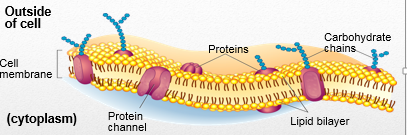 Outside
of cell
Carbohydrate
chains
Proteins
Cell
membrane
Protein
channel
Lipid bilayer
(cytoplasm)